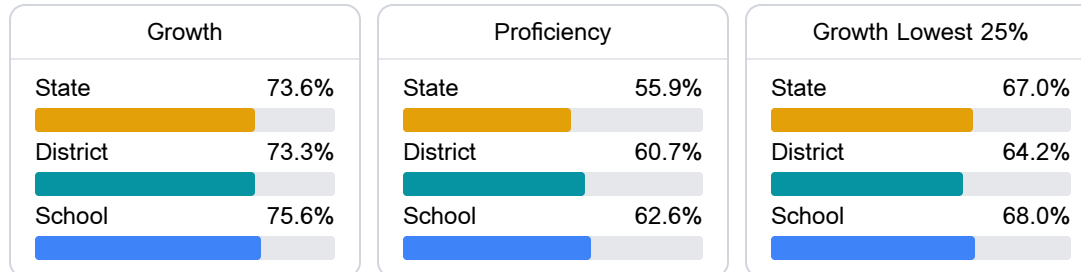 Growth
State 73.6%
District 73.3%
School 75.6%
Proficiency
State 55.9%
District 60.7%
School 62.6%
Growth Lowest 25%
State 67.0%
District 64.2%
School 68.0%